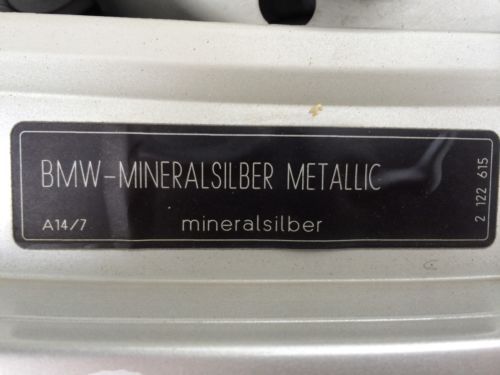 BMW-MINERALSILBER METALLIC
A14/7 mineralsilber
2 122 615